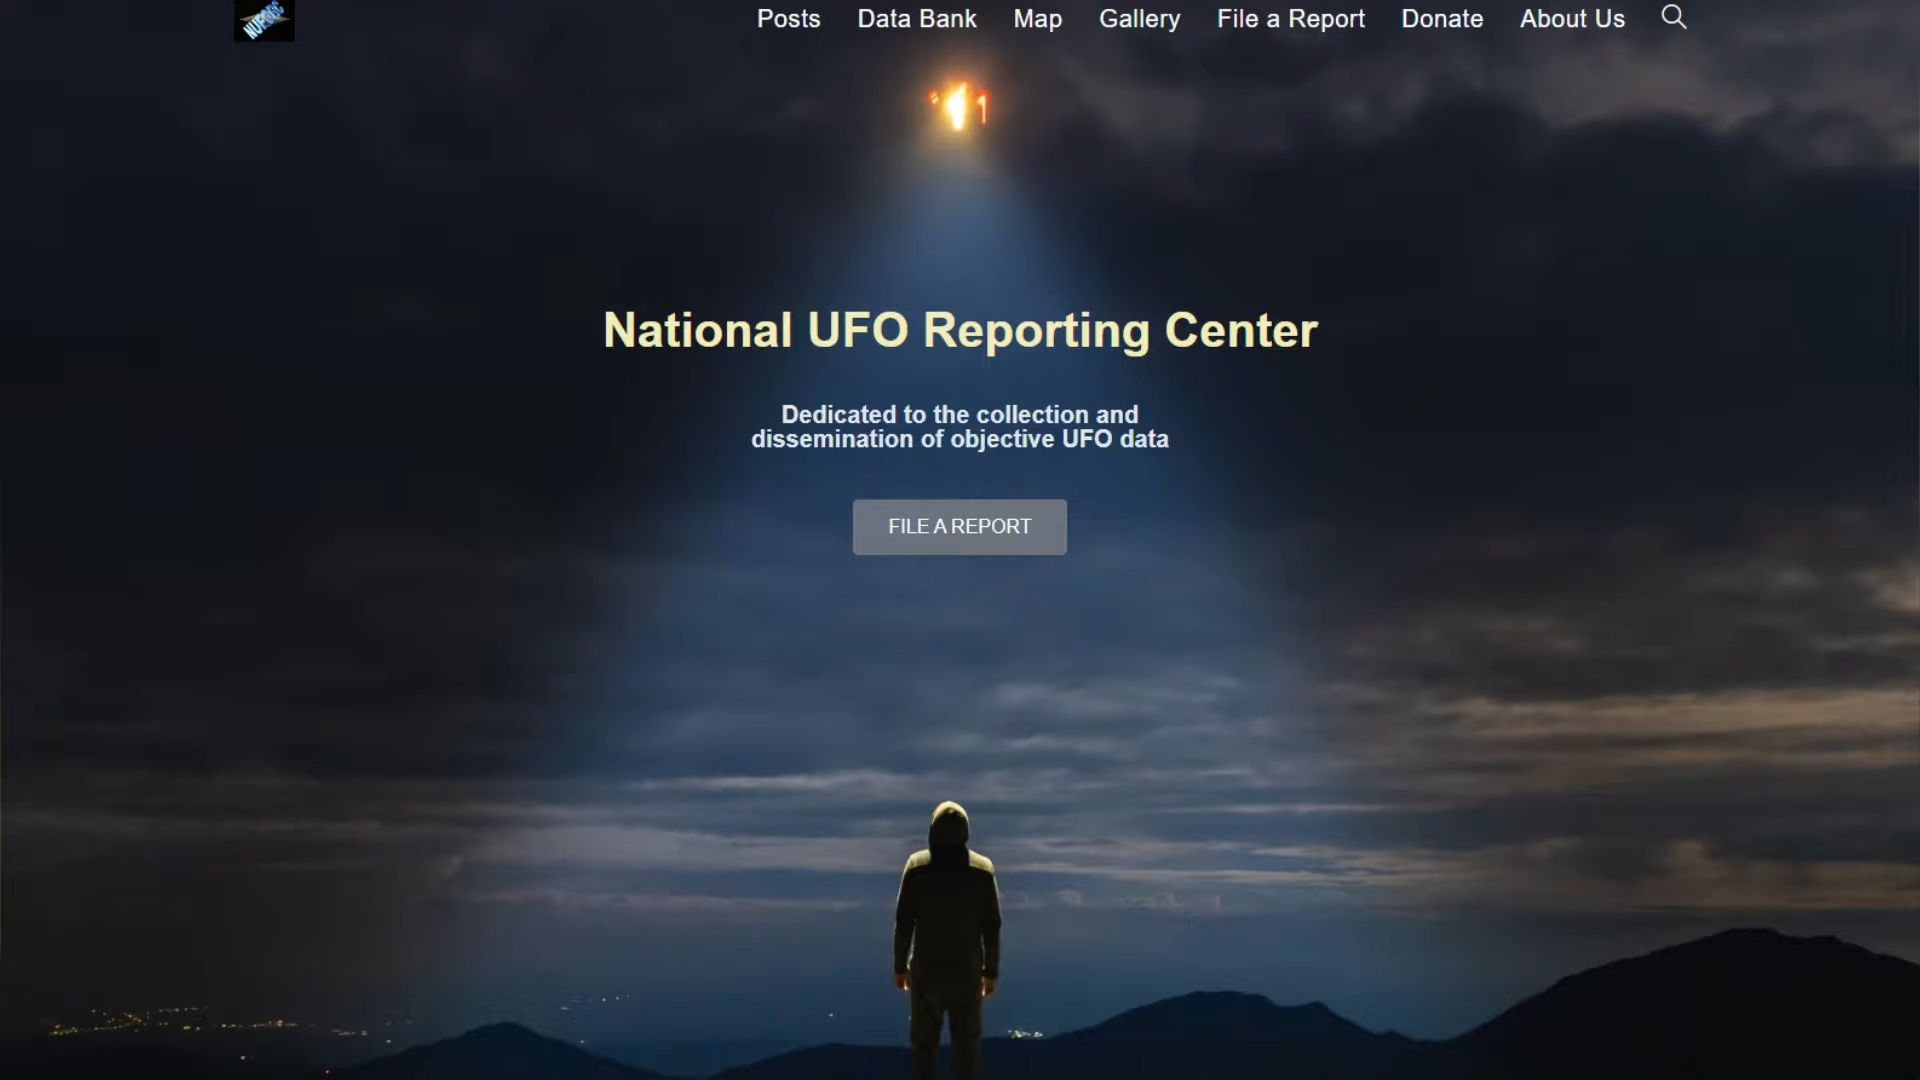 NUFORC
Posts Data Bank Map Gallery File a Report Donate About Us
National UFO Reporting Center
Dedicated to the collection and
dissemination of objective UFO data
FILE A REPORT